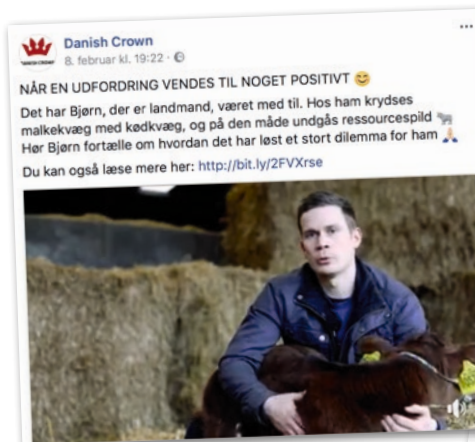 DANISH CROWN
Danish Crown
8. februar kl. 19:22 ·
NÅR EN UDFORDRING VENDES TIL NOGET POSITIVT 😊
Det har Bjørn, der er landmand, været med til. Hos ham krydses
malkekvæg med kødkvæg, og på den måde undgås ressourcespild 🐄
Hør Bjørn fortælle om hvordan det har løst et stort dilemma for ham 🙏
Du kan også læse mere her: http://bit.ly/2FVXrse